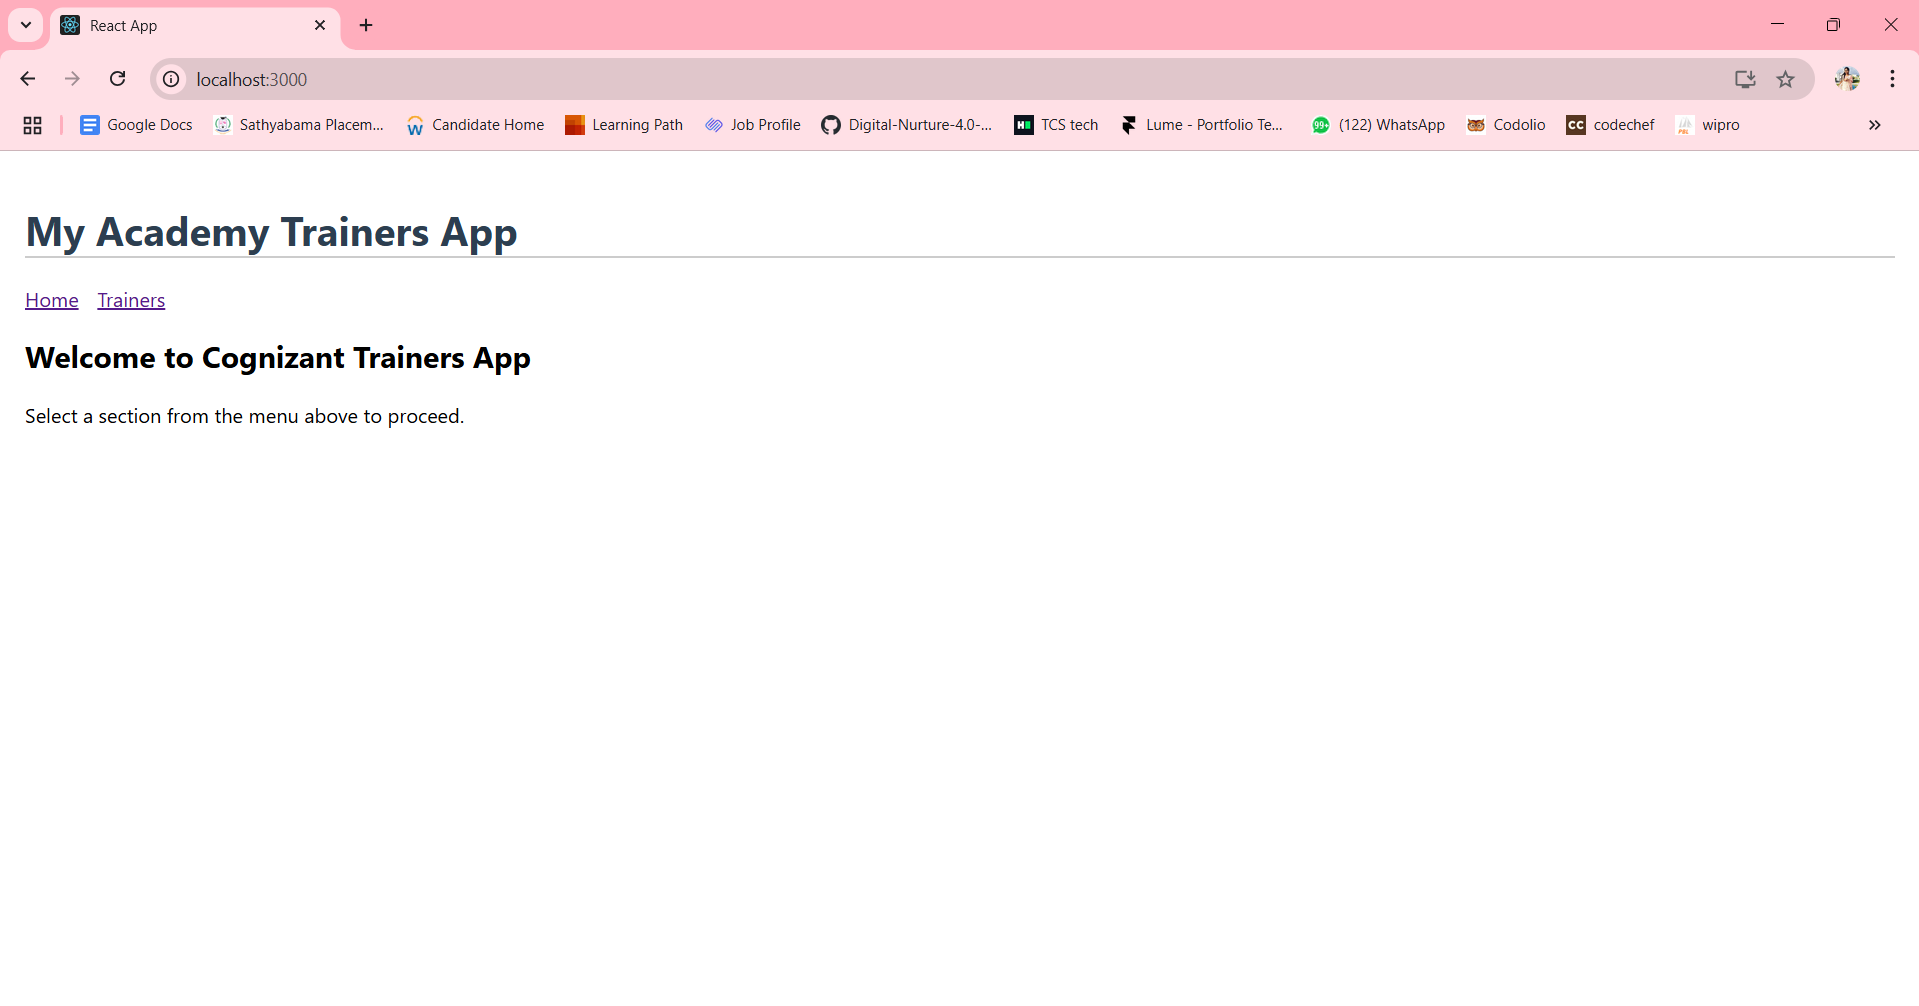 React App
localhost:3000
Google Docs Sathyabama Placem... Candidate Home Learning Path Job Profile Digital-Nurture-4.0-... TCS tech Lume - Portfolio Te... 99+ (122) WhatsApp Codolio CC codechef wipro
My Academy Trainers App
Home Trainers
Welcome to Cognizant Trainers App
Select a section from the menu above to proceed.